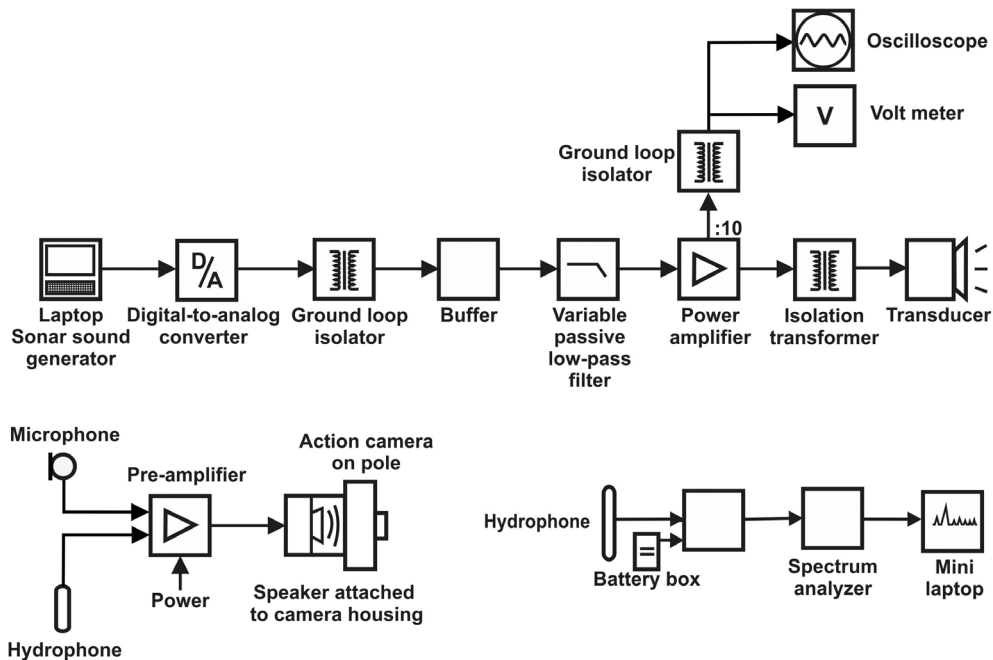 Oscilloscope
V
Volt meter
Ground loop
isolator
:10
D/A
Laptop
Sonar sound
generator
Digital-to-analog
converter
Ground loop
isolator
Buffer
Variable
passive
low-pass
filter
Power
amplifier
Isolation
transformer
Transducer
Microphone
Pre-amplifier
Action camera
on pole
Power
Speaker attached
to camera housing
Hydrophone
Hydrophone
Battery box
Spectrum
analyzer
Mini
laptop